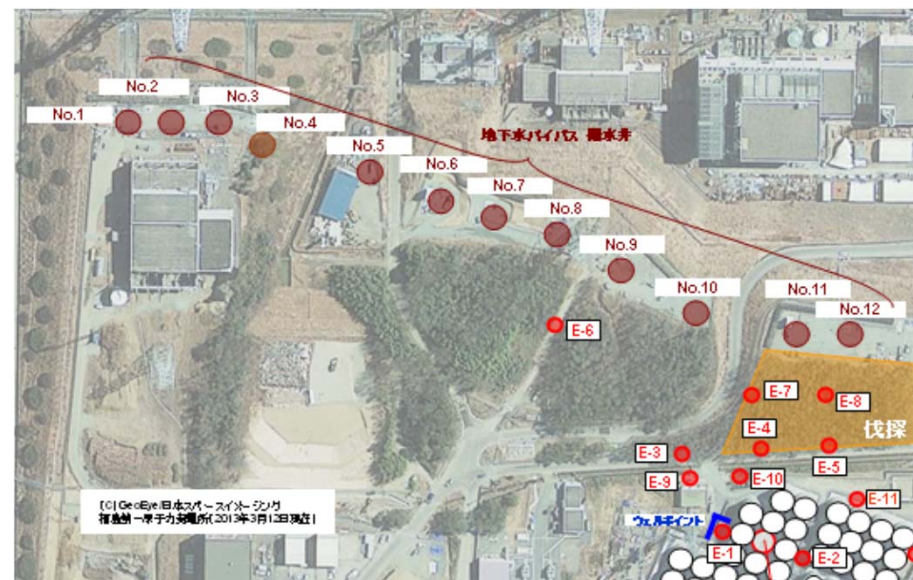 No.1
No.2
No.3
No.4
No.5
No.6
No.7
No.8
No.9
No.10
No.11
No.12
地下水バイパス 揚水井
E-6
E-7
E-8
伐採
E-4
E-3
E-5
E-9
E-10
E-11
ウェルポイント
E-1
E-2
(C)GeoEye/日本スペースイメージング
福島第一原子力発電所(2013年3月12日現在)